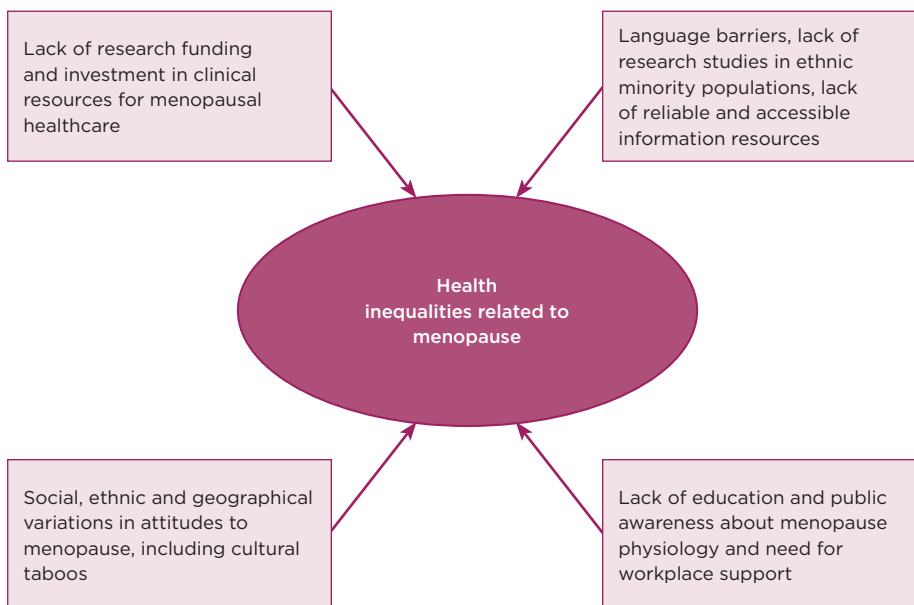 Lack of research funding
and investment in clinical
resources for menopausal
healthcare
Language barriers, lack of
research studies in ethnic
minority populations, lack
of reliable and accessible
information resources
Health
inequalities related to
menopause
Social, ethnic and geographical
variations in attitudes to
menopause, including cultural
taboos
Lack of education and public
awareness about menopause
physiology and need for
workplace support